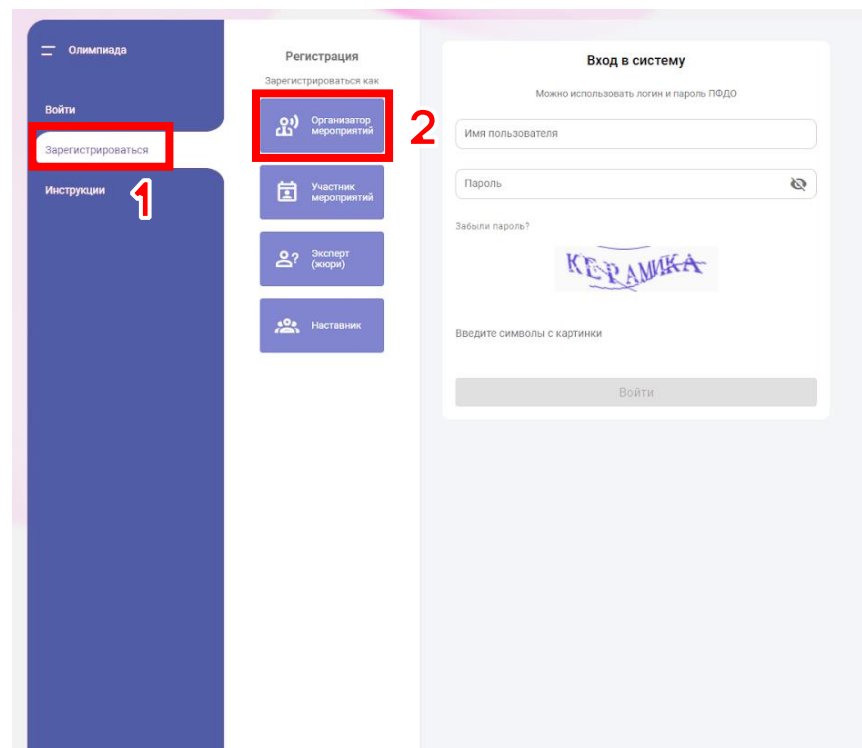 Олимпиада
Войти
Зарегистрироваться
1
Инструкции
Регистрация
Зарегистрироваться как
Организатор
мероприятий
2
Участник
мероприятий
Эксперт
(жюри)
Наставник
Вход в систему
Можно использовать логин и пароль ПФДО
Имя пользователя
Пароль
Забыли пароль?
КЕРАМИКА
Введите символы с картинки
Войти